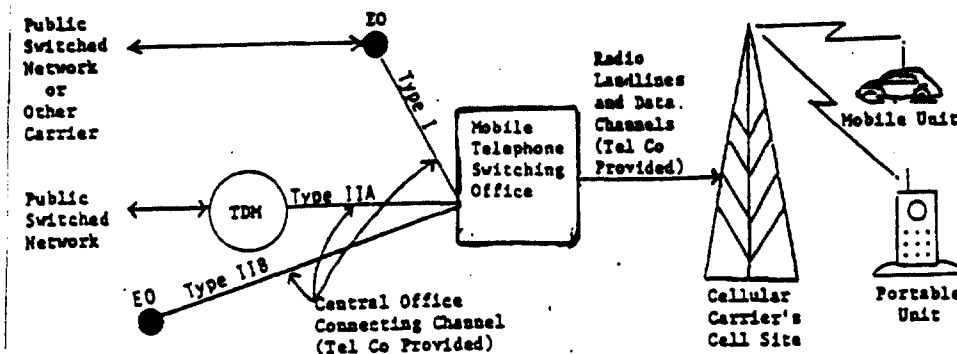 Public
Switched
Network
or
Other
Carrier
EO
Type I
Public
Switched
Network
TDM
Type IIA
EO
Type IIB
Central Office
Connecting Channel
(Tel Co Provided)
Mobile
Telephone
Switching
Office
Radio
Landlines
and Data.
Channels
(Tel Co
Provided)
Cellular
Carrier's
Cell Site
Mobile Unit
Portable
Unit